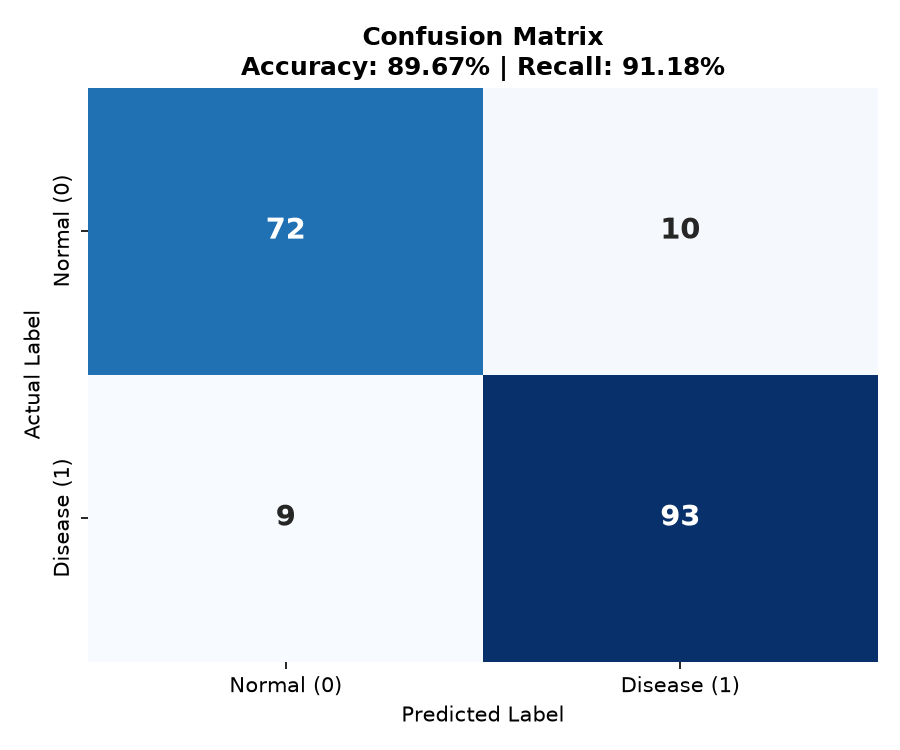 Confusion Matrix
Accuracy: 89.67% | Recall: 91.18%
Actual Label
Normal (0)
72
10
Disease (1)
9
93
Normal (0)
Disease (1)
Predicted Label